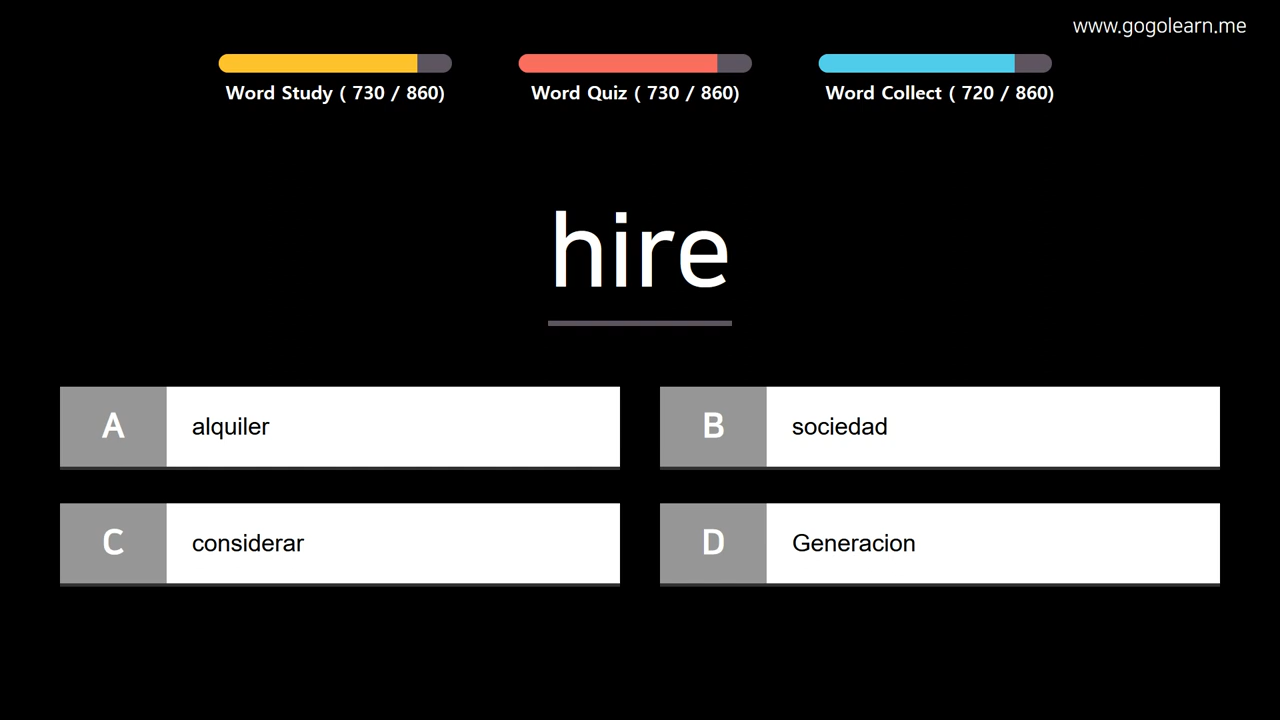 www.gogolearn.me
Word Study ( 730 / 860)
Word Quiz ( 730 / 860)
Word Collect ( 720 / 860)
hire
A alquiler
B sociedad
C considerar
D Generacion